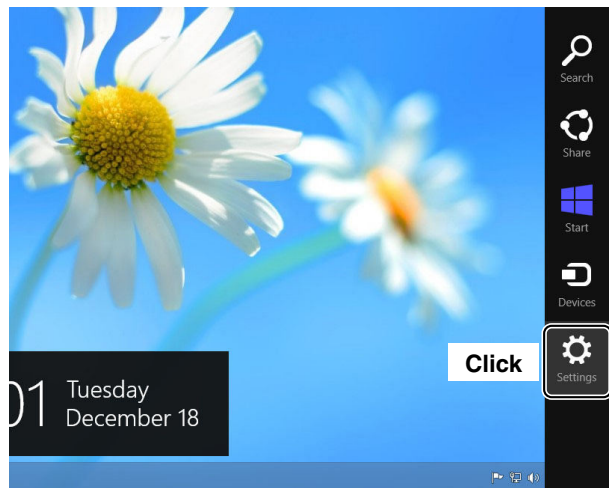 Search
Share
Start
Devices
Click
Settings
01
Tuesday
December 18